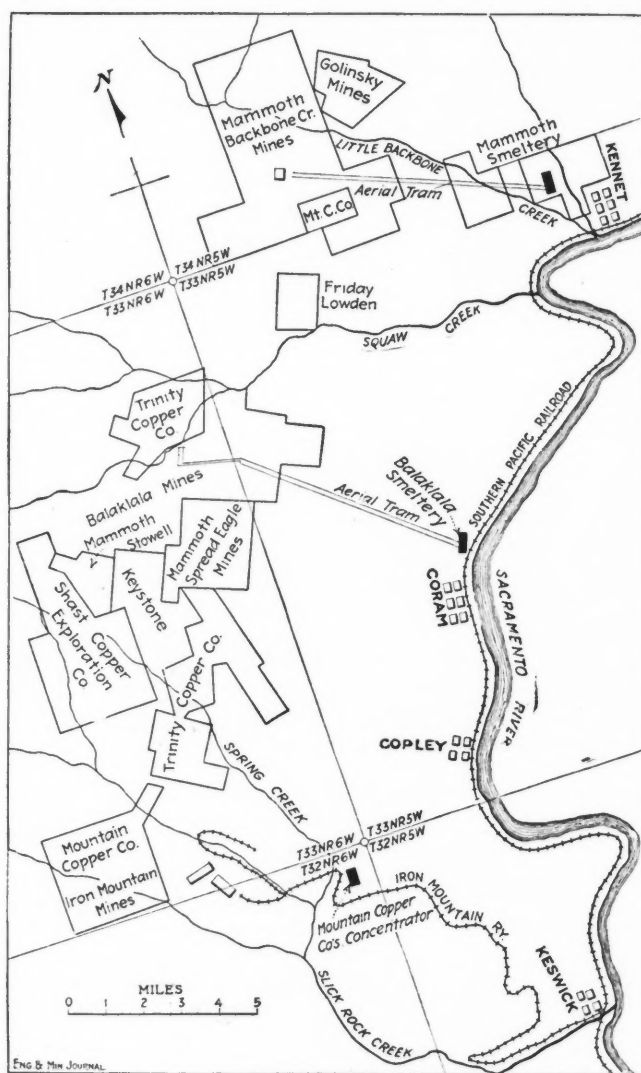 N
Golinsky
Mines
Mammoth
Backbone Cr.
Mines
LITTLE BACKBONE
CREEK
Mammoth
Smeltery
KENNET
Aerial Tram
Mt. C. Co
T34NR6W
T34NR5W
T33NR6W
T33NR5W
Friday
Lowden
SQUAW CREEK
Trinity
Copper
Co.
SOUTHERN PACIFIC RAILROAD
Balaklala
Smeltery
Aerial Tram
Balaklala Mines
Mammoth
Stowell
Mammoth
Spread Eagle
Mines
Keystone
Shast Copper
Exploration
Co
CORAM
SACRAMENTO
RIVER
Trinity Copper Co.
COPLEY
SPRING CREEK
T33NR6W
T33NR5W
T32NR6W
T32NR5W
Mountain
Copper Co.
Iron Mountain
Mines
IRON MOUNTAIN RY
Mountain Copper
Co's Concentrator
KESWICK
SLICK ROCK CREEK
MILES
0 1 2 3 4 5
ENG & MIN JOURNAL